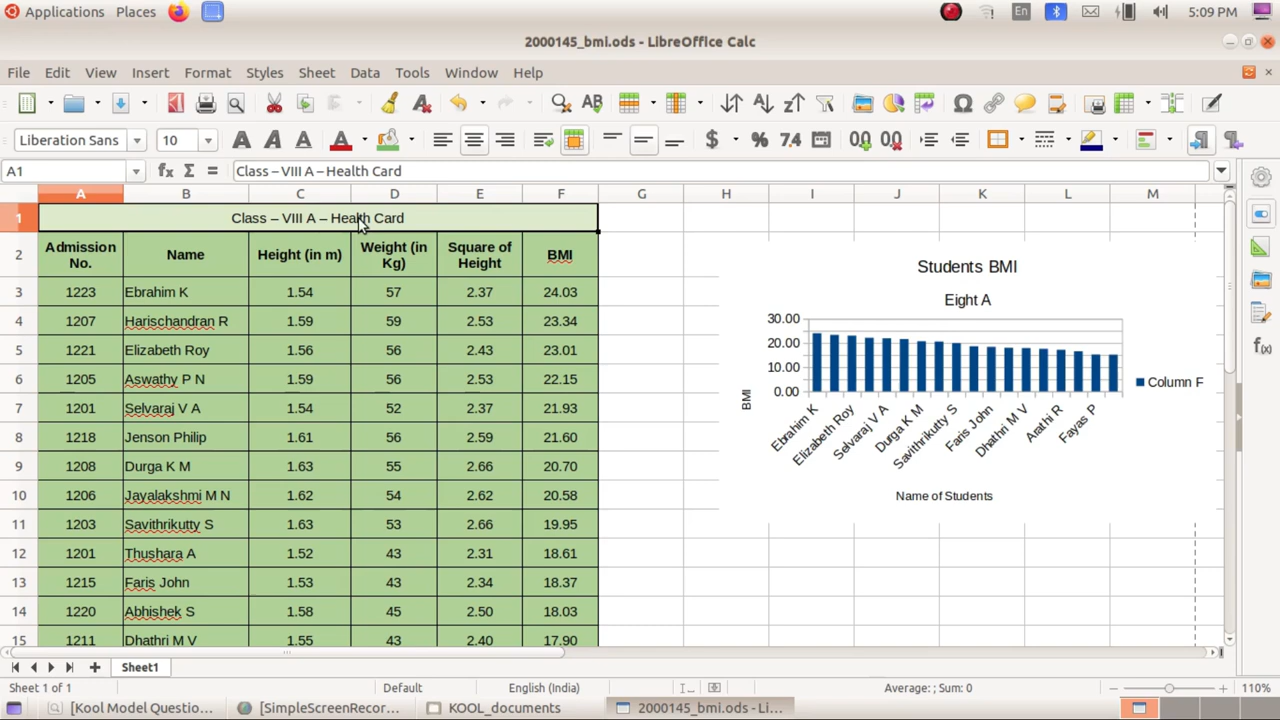 Applications Places En 5:09 PM
2000145_bmi.ods - LibreOffice Calc
File Edit View Insert Format Styles Sheet Data Tools Window Help
Liberation Sans 10
A1 Class – VIII A – Health Card
A B C D E F G H I J K L M
1 Class – VIII A – Health Card
2 Admission No. Name Height (in m) Weight (in Kg) Square of Height BMI
3 1223 Ebrahim K 1.54 57 2.37 24.03
4 1207 Harischandran R 1.59 59 2.53 23.34
5 1221 Elizabeth Roy 1.56 56 2.43 23.01
6 1205 Aswathy P N 1.59 56 2.53 22.15
7 1201 Selvaraj V A 1.54 52 2.37 21.93
8 1218 Jenson Philip 1.61 56 2.59 21.60
9 1208 Durga K M 1.63 55 2.66 20.70
10 1206 Jayalakshmi M N 1.62 54 2.62 20.58
11 1203 Savithrikutty S 1.63 53 2.66 19.95
12 1201 Thushara A 1.52 43 2.31 18.61
13 1215 Faris John 1.53 43 2.34 18.37
14 1220 Abhishek S 1.58 45 2.50 18.03
15 1211 Dhathri M V 1.55 43 2.40 17.90
Students BMI
Eight A
30.00
20.00
10.00
0.00
BMI
Column F
Ebrahim K
Elizabeth Roy
Selvaraj V A
Durga K M
Savithrikutty S
Faris John
Dhathri M V
Arathi R
Fayas P
Name of Students
Sheet1
Sheet 1 of 1 Default English (India) Average: ; Sum: 0 110%
[Kool Model Questio... [SimpleScreenRecor... KOOL_documents 2000145_bmi.ods - Li...